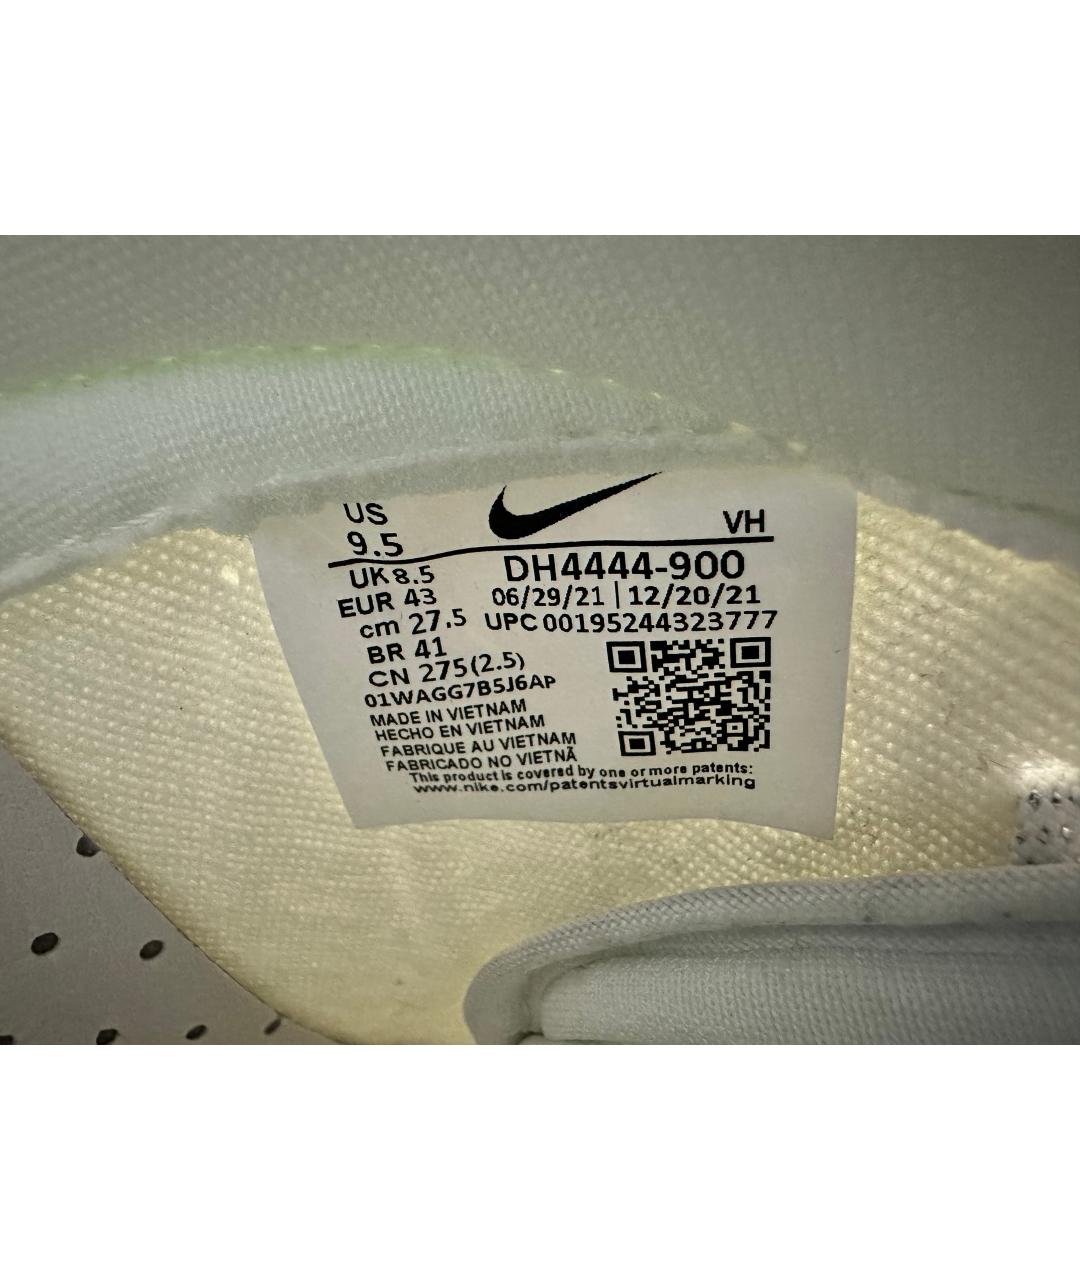 US
9.5
VH
UK 8.5
DH4444-900
EUR 43
06/29/21 | 12/20/21
cm 27.5
UPC 00195244323777
BR 41
CN 275(2.5)
01WAGG7B5J6AP
MADE IN VIETNAM
HECHO EN VIETNAM
FABRIQUE AU VIETNAM
FABRICADO NO VIETNÃ
This product is covered by one or more patents:
www.nike.com/patentsvirtualmarking